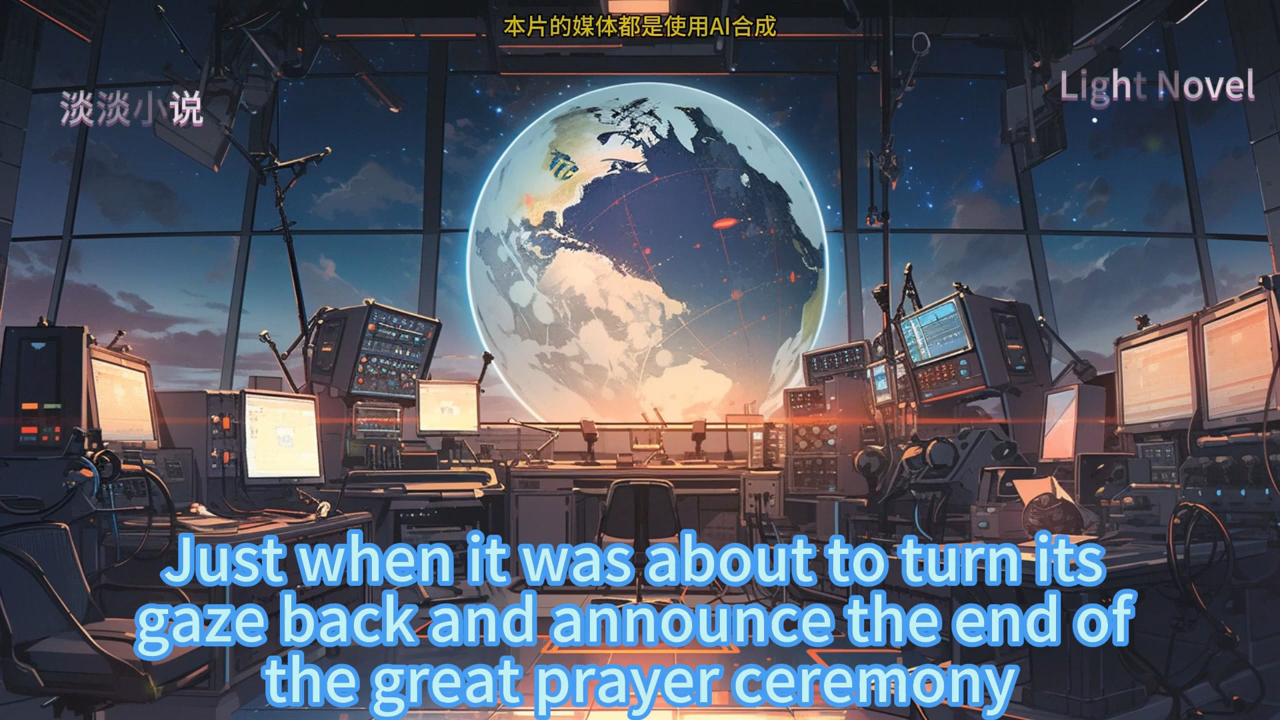 本片的媒体都是使用AI合成
淡淡小说
Light Novel
Just when it was about to turn its
gaze back and announce the end of
the great prayer ceremony